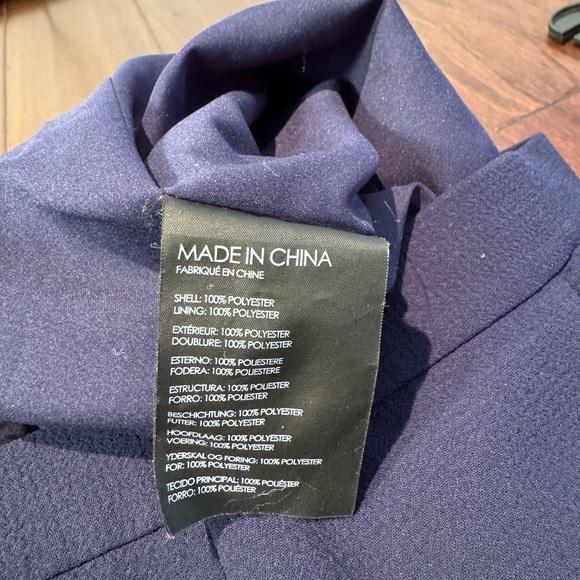 MADE IN CHINA
FABRIQUÉ EN CHINE
SHELL: 100% POLYESTER
LINING: 100% POLYESTER
EXTÉRIEUR: 100% POLYESTER
DOUBLURE: 100% POLYESTER
ESTERNO: 100% POLIESTERE
FODERA: 100% POLIESTERE
ESTRUCTURA: 100% POLIÉSTER
FORRO: 100% POLIÉSTER
BESCHICHTUNG: 100% POLYESTER
FUTTER: 100% POLYESTER
HOOFDLAAG: 100% POLYESTER
VOERING: 100% POLYESTER
YDERSKAL OG FORING: 100% POLYESTER
FOR: 100% POLYESTER
TECIDO PRINCIPAL: 100% POLIÉSTER
FORRO: 100% POLIÉSTER